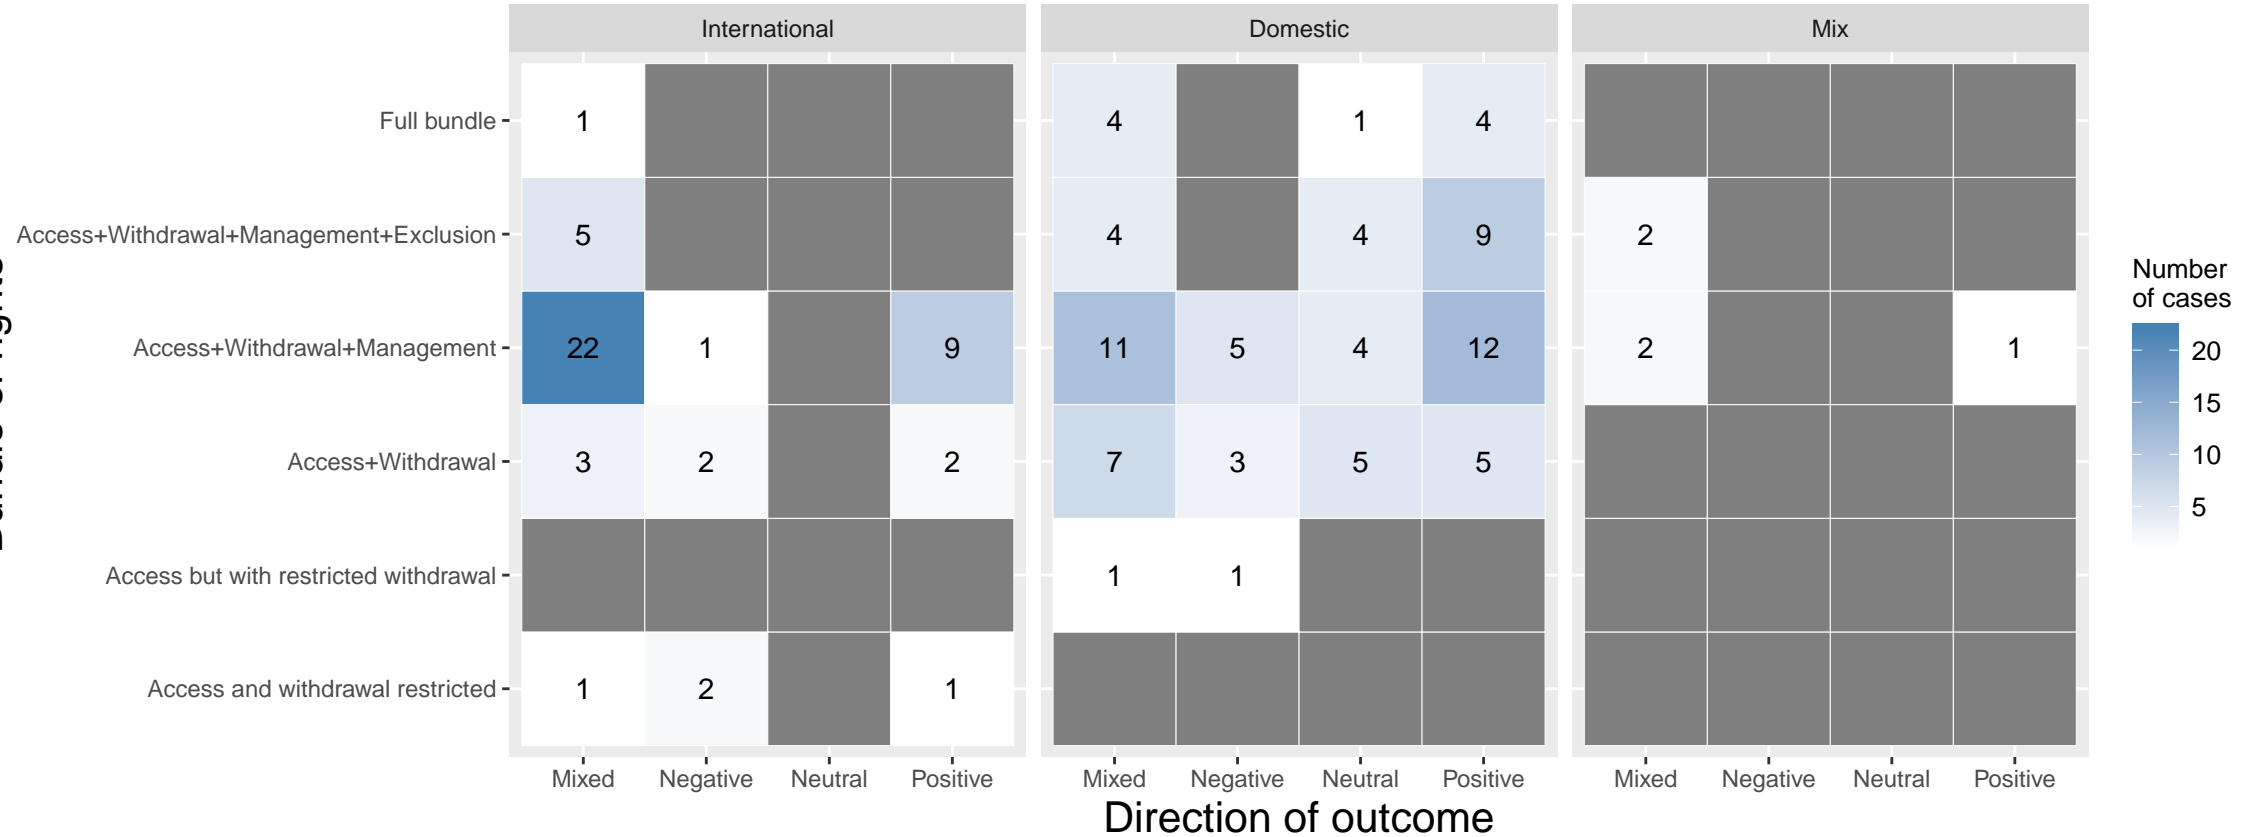 International Domestic Mix
Full bundle 1 4 1 4
Access+Withdrawal+Management+Exclusion 5 4 4 9 2
Access+Withdrawal+Management 22 1 9 11 5 4 12 2 1
Access+Withdrawal 3 2 2 7 3 5 5
Access but with restricted withdrawal 1 1
Access and withdrawal restricted 1 2 1
Mixed Negative Neutral Positive Mixed Negative Neutral Positive Mixed Negative Neutral Positive
Direction of outcome
Number
of cases
20
15
10
5